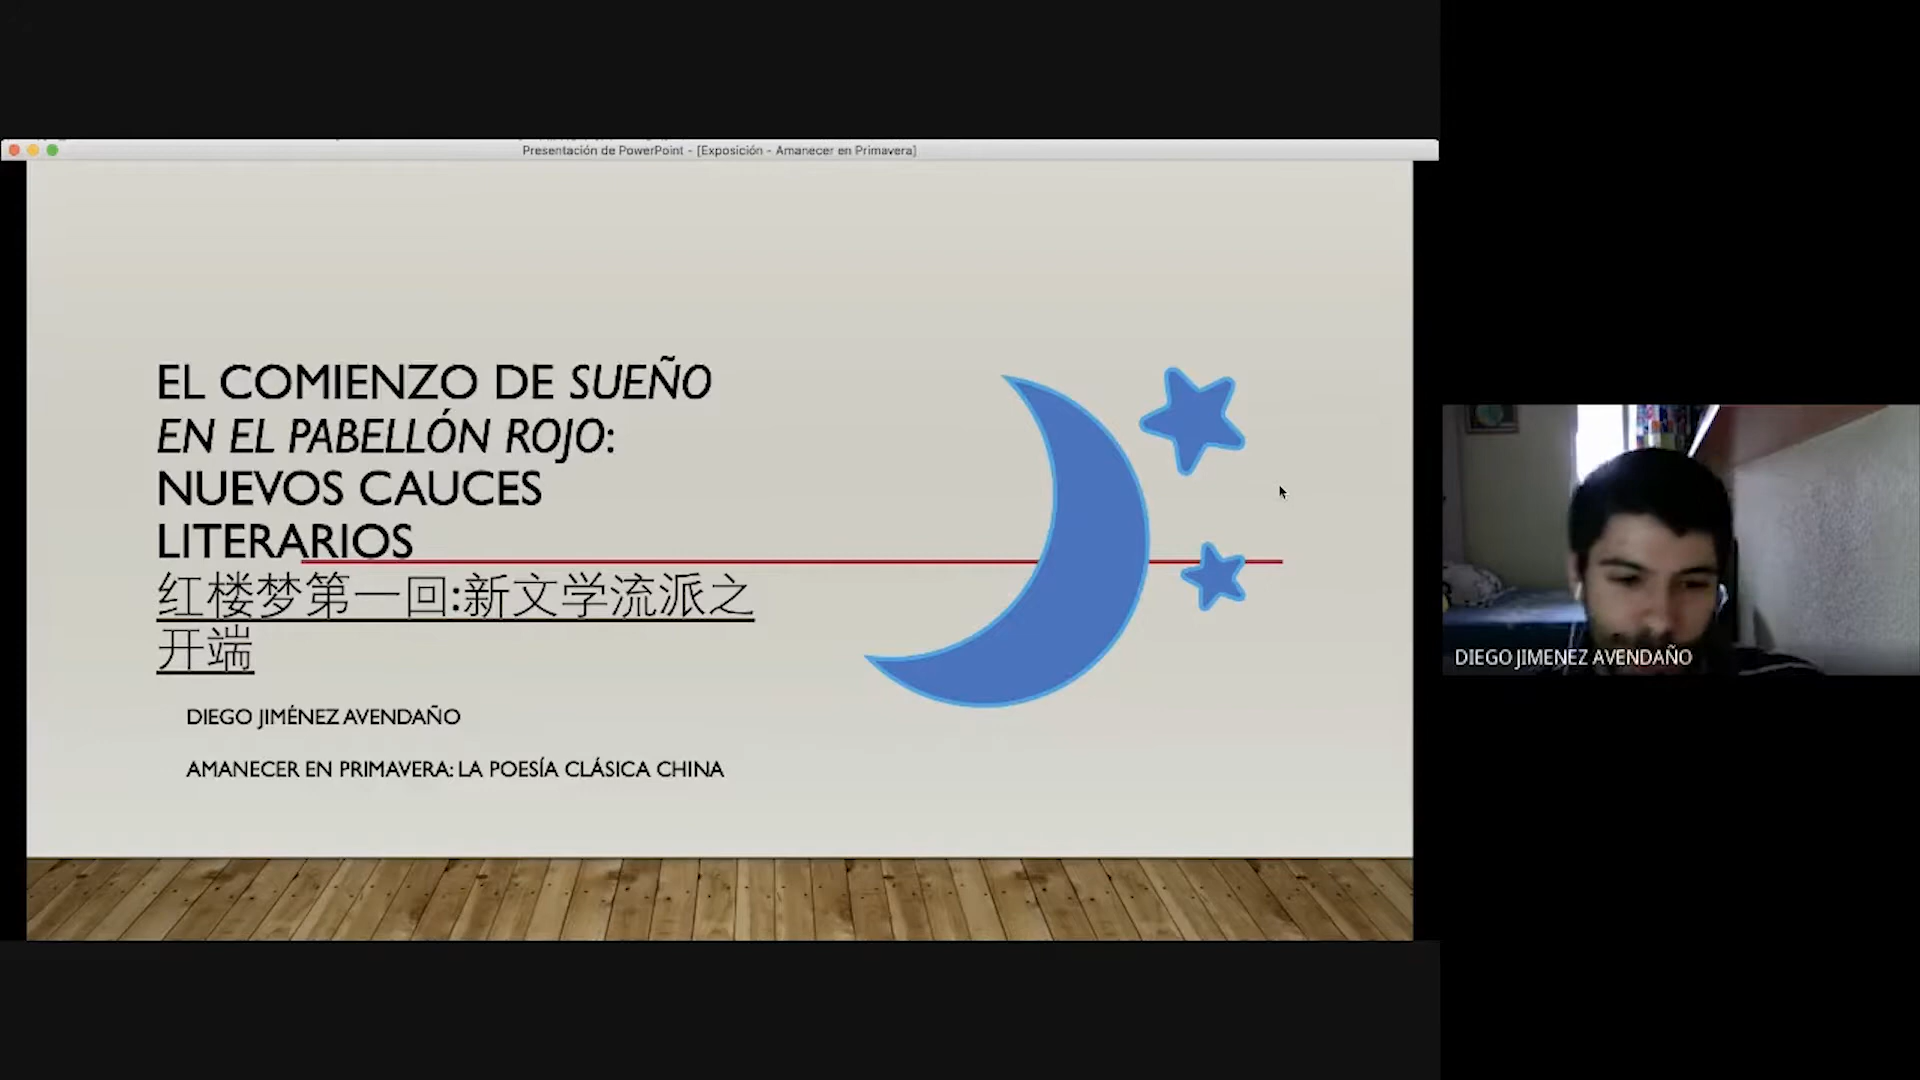 Presentación de PowerPoint - [Exposición - Amanecer en Primavera]
EL COMIENZO DE SUEÑO
EN EL PABELLÓN ROJO:
NUEVOS CAUCES
LITERARIOS
红楼梦第一回:新文学流派之
开端
DIEGO JIMÉNEZ AVENDAÑO
AMANECER EN PRIMAVERA: LA POESÍA CLÁSICA CHINA
DIEGO JIMENEZ AVENDAÑO